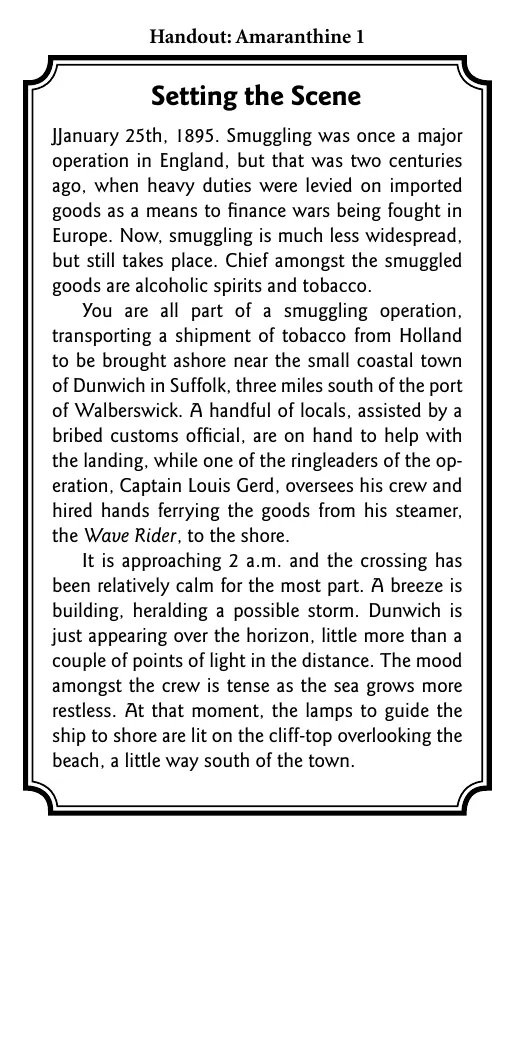 Handout: Amaranthine 1
Setting the Scene
JJanuary 25th, 1895. Smuggling was once a major
operation in England, but that was two centuries
ago, when heavy duties were levied on imported
goods as a means to finance wars being fought in
Europe. Now, smuggling is much less widespread,
but still takes place. Chief amongst the smuggled
goods are alcoholic spirits and tobacco.
You are all part of a smuggling operation,
transporting a shipment of tobacco from Holland
to be brought ashore near the small coastal town
of Dunwich in Suffolk, three miles south of the port
of Walberswick. A handful of locals, assisted by a
bribed customs official, are on hand to help with
the landing, while one of the ringleaders of the op-
eration, Captain Louis Gerd, oversees his crew and
hired hands ferrying the goods from his steamer,
the Wave Rider, to the shore.
It is approaching 2 a.m. and the crossing has
been relatively calm for the most part. A breeze is
building, heralding a possible storm. Dunwich is
just appearing over the horizon, little more than a
couple of points of light in the distance. The mood
amongst the crew is tense as the sea grows more
restless. At that moment, the lamps to guide the
ship to shore are lit on the cliff-top overlooking the
beach, a little way south of the town.